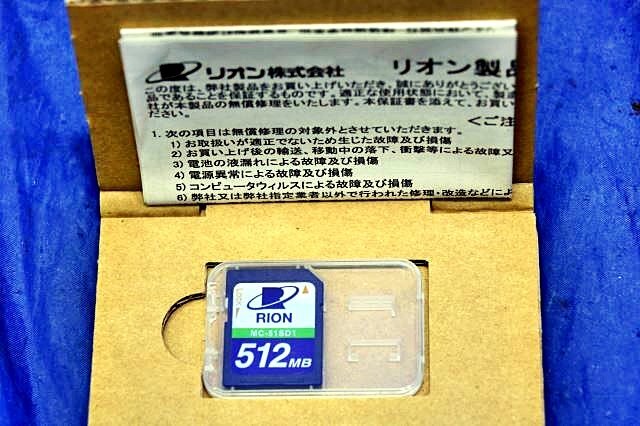 リオン株式会社 リオン製品
この度は、弊社製品をお買い上げいただき、誠にありがとうござい
品であることを保証するものです。適正な使用状態において、製造
社が本製品の無償修理をいたします。本保証書を添えて、お買い
ださい。
<ご注
1. 次の項目は無償修理の対象外とさせていただきます。
1) お取扱いが適正でないため生じた故障及び損傷
2) お買い上げ後の輸送、移動中の落下、衝撃等による故障又
3) 電池の液漏れによる故障及び損傷
4) 電源異常による故障及び損傷
5) コンピュータウィルスによる故障及び損傷
6) 弊社又は弊社指定業者以外で行われた修理・改造などによ
RION
MC-51SD1
512MB